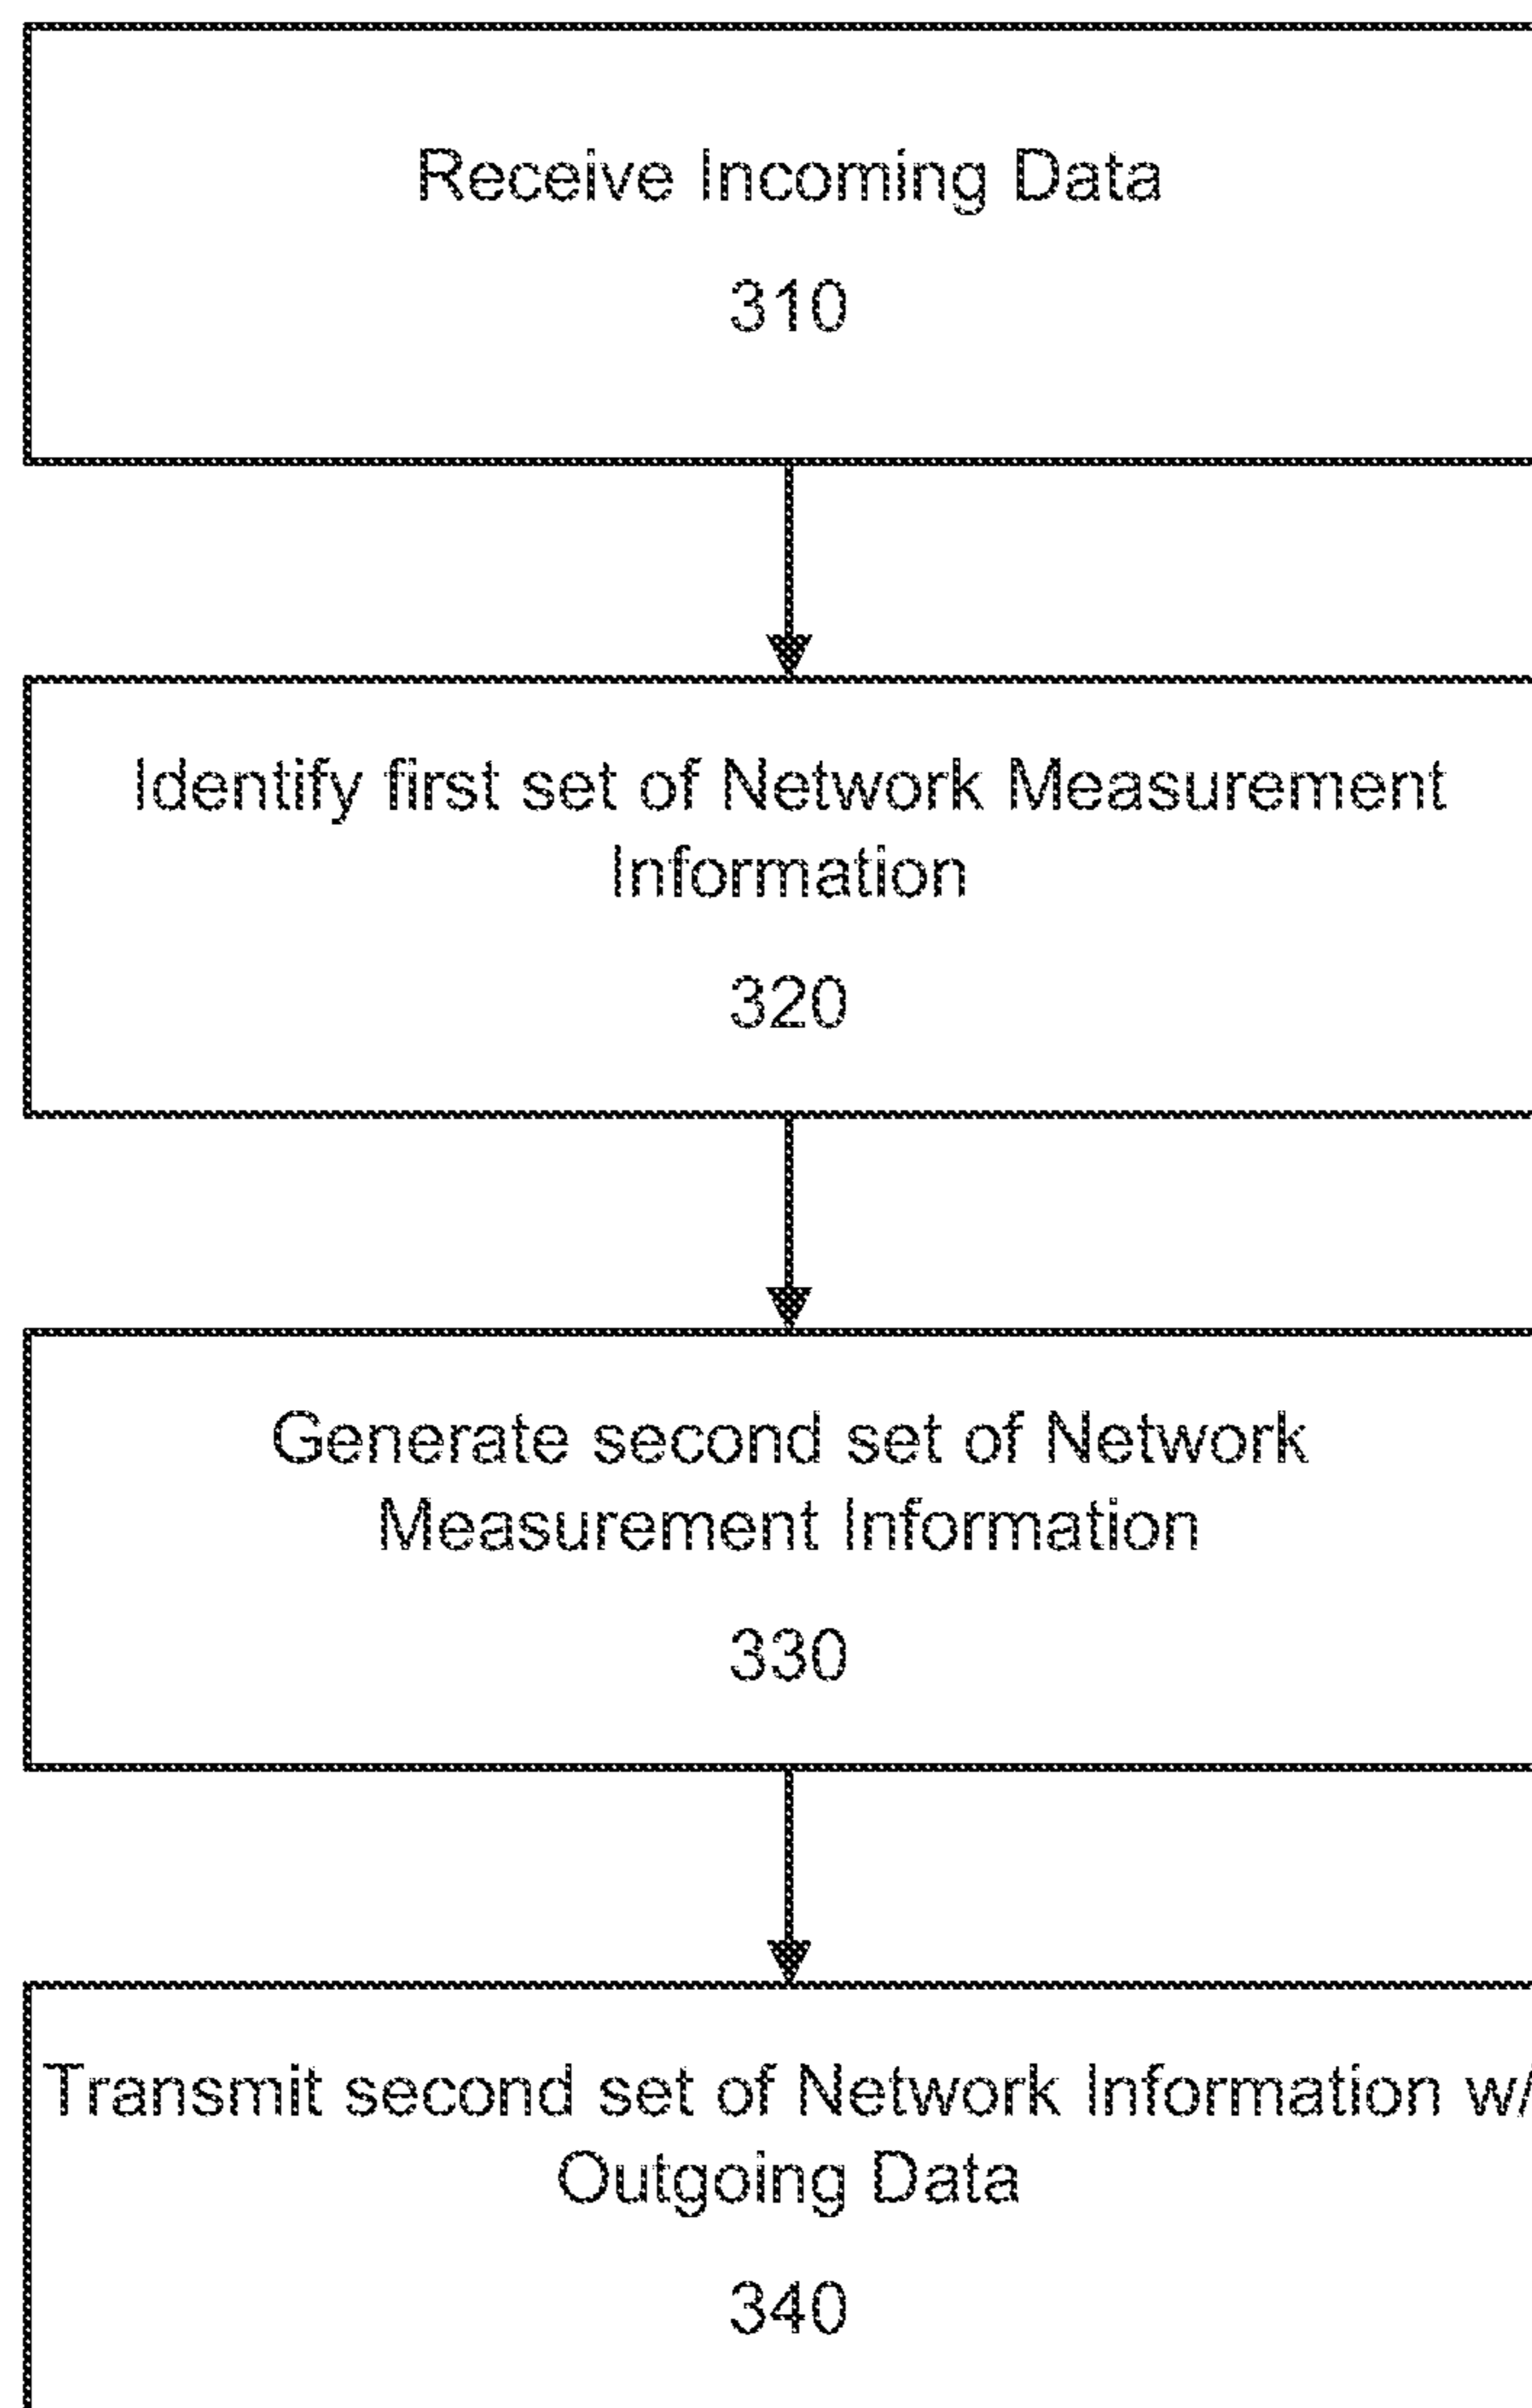 Receive Incoming Data
310
Identify first set of Network Measurement
Information
320
Generate second set of Network
Measurement Information
330
Transmit second set of Network Information w/
Outgoing Data
340